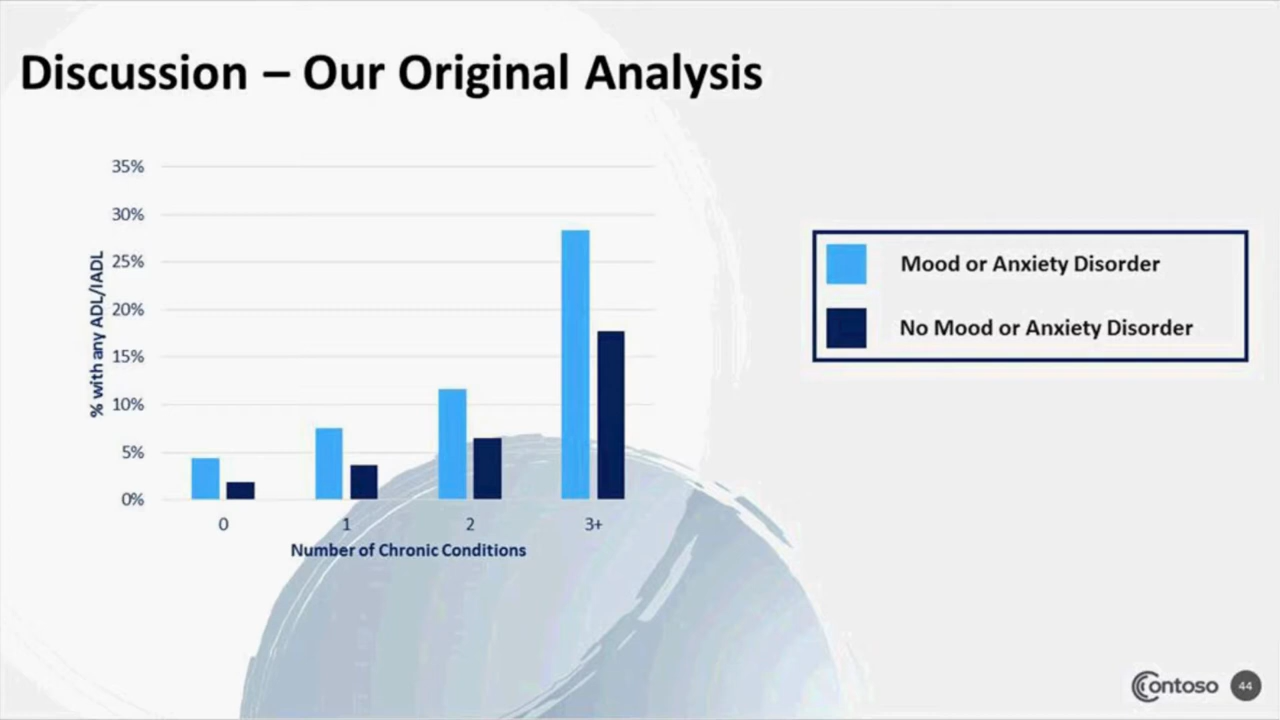 Discussion – Our Original Analysis
35%
30%
25%
20%
15%
10%
5%
0%
% with any ADL/IADL
0 1 2 3+
Number of Chronic Conditions
Mood or Anxiety Disorder
No Mood or Anxiety Disorder
Contoso 44